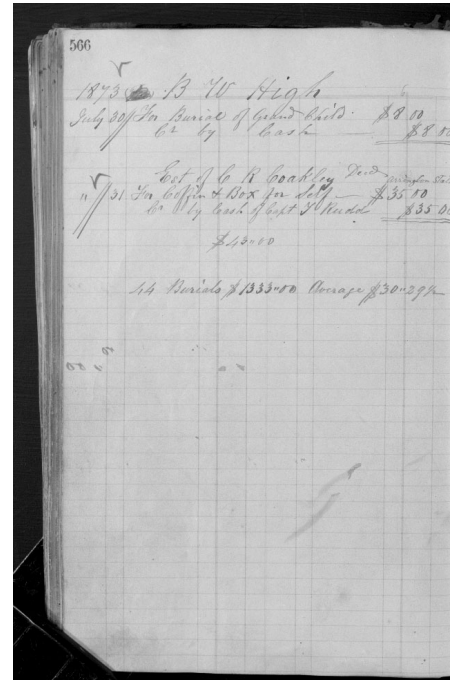 566
1873 B W High
July 30 For Burial of Grand Child $8 00
Cr by Cash $8 00
Est of C R Coakley Decd
" 31 For Coffin & Box for Self $35 00
Cr by Cash of Capt T Rudd $35 00
$43"00
44 Burials $1333"00 Average $30"29½